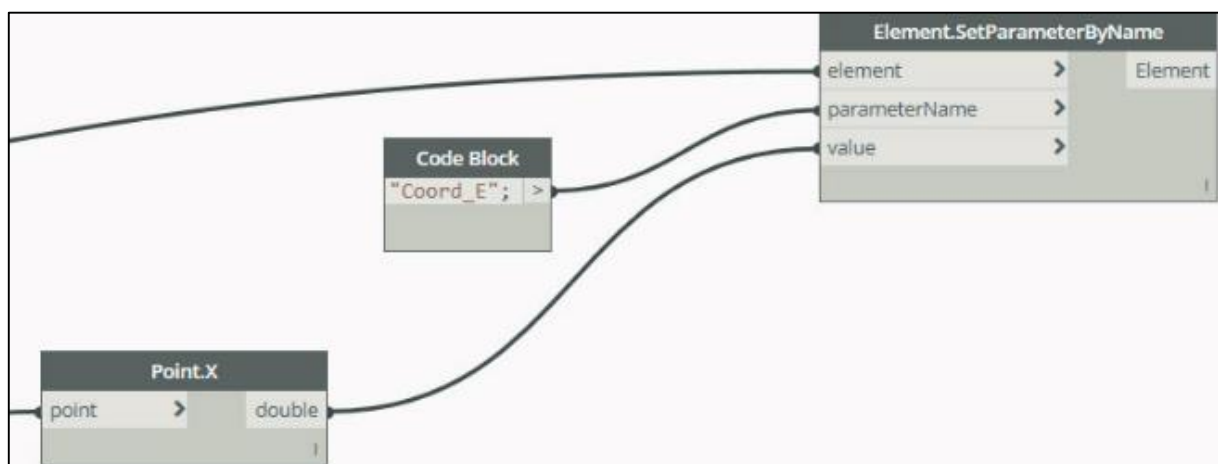 Element.SetParameterByName
element > Element
parameterName >
value >
Code Block
"Coord_E"; >
Point.X
point > double